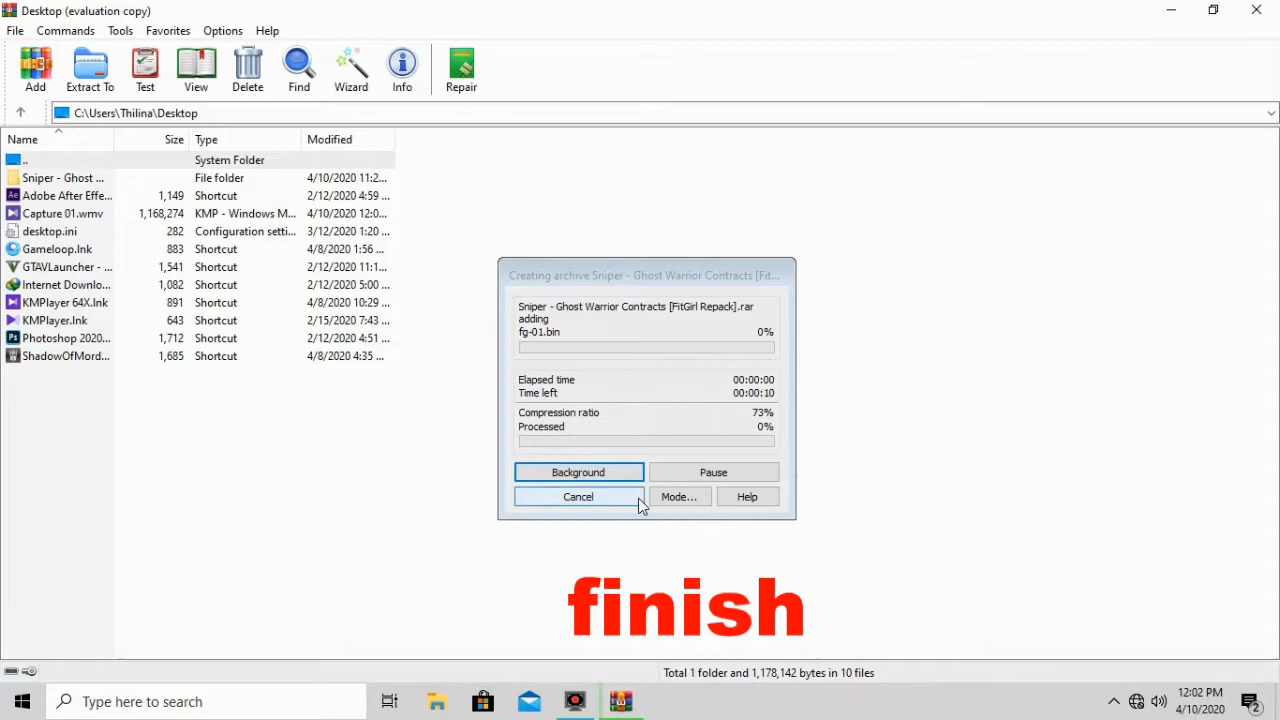 Desktop (evaluation copy)
File Commands Tools Favorites Options Help
Add Extract To Test View Delete Find Wizard Info Repair
C:\Users\Thilina\Desktop
Name Size Type Modified
.. System Folder
Sniper - Ghost ... File folder 4/10/2020 11:2...
Adobe After Effe... 1,149 Shortcut 2/12/2020 4:59 ...
Capture 01.wmv 1,168,274 KMP - Windows M... 4/10/2020 12:0...
desktop.ini 282 Configuration setti... 3/12/2020 1:20 ...
Gameloop.lnk 883 Shortcut 4/8/2020 1:56 ...
GTAVLauncher - ... 1,541 Shortcut 2/12/2020 11:1...
Internet Downlo... 1,082 Shortcut 2/12/2020 5:00 ...
KMPlayer 64X.lnk 891 Shortcut 4/8/2020 10:29 ...
KMPlayer.lnk 643 Shortcut 2/15/2020 7:43 ...
Photoshop 2020... 1,712 Shortcut 2/12/2020 4:51 ...
ShadowOfMord... 1,685 Shortcut 4/8/2020 4:35 ...
Creating archive Sniper - Ghost Warrior Contracts [Fit...
Sniper - Ghost Warrior Contracts [FitGirl Repack].rar
adding
fg-01.bin 0%
Elapsed time 00:00:00
Time left 00:00:10
Compression ratio 73%
Processed 0%
Background Pause
Cancel Mode... Help
finish
Total 1 folder and 1,178,142 bytes in 10 files
Type here to search
12:02 PM
4/10/2020
2